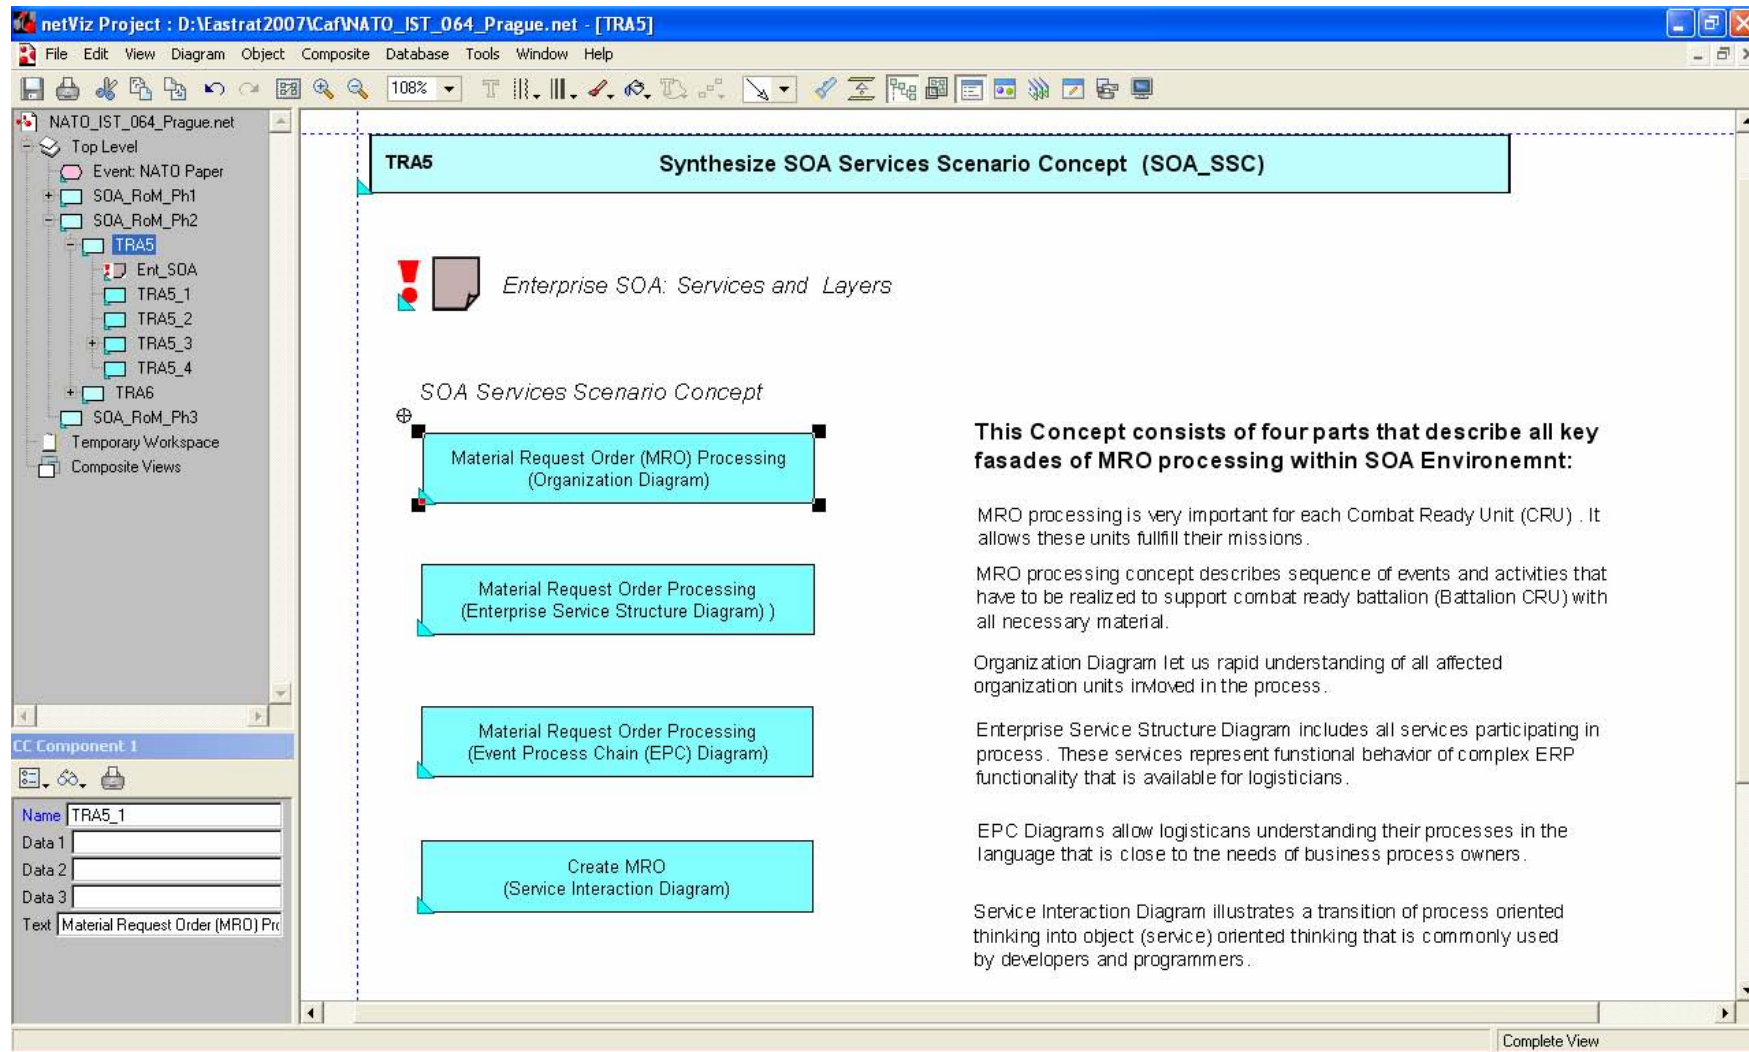 netViz Project : D:\Eastrat2007\Caf\NATO_IST_064_Prague.net - [TRA5]
File Edit View Diagram Object Composite Database Tools Window Help
108%
NATO_IST_064_Prague.net
Top Level
Event: NATO Paper
SOA_RoM_Ph1
SOA_RoM_Ph2
TRA5
Ent_SOA
TRA5_1
TRA5_2
TRA5_3
TRA5_4
TRA6
SOA_RoM_Ph3
Temporary Workspace
Composite Views
CC Component 1
Name TRA5_1
Data 1
Data 2
Data 3
Text Material Request Order (MRO) Pro
TRA5 Synthesize SOA Services Scenario Concept (SOA_SSC)
Enterprise SOA: Services and Layers
SOA Services Scenario Concept
Material Request Order (MRO) Processing
(Organization Diagram)
Material Request Order Processing
(Enterprise Service Structure Diagram) )
Material Request Order Processing
(Event Process Chain (EPC) Diagram)
Create MRO
(Service Interaction Diagram)
This Concept consists of four parts that describe all key
fasades of MRO processing within SOA Environemnt:
MRO processing is very important for each Combat Ready Unit (CRU) . It
allows these units fullfill their missions.
MRO processing concept describes sequence of events and activities that
have to be realized to support combat ready battalion (Battalion CRU) with
all necessary material.
Organization Diagram let us rapid understanding of all affected
organization units invloved in the process.
Enterprise Service Structure Diagram includes all services participating in
process. These services represent funstional behavior of complex ERP
functionality that is available for logisticians.
EPC Diagrams allow logisticans understanding their processes in the
language that is close to tne needs of business process owners.
Service Interaction Diagram illustrates a transition of process oriented
thinking into object (service) oriented thinking that is commonly used
by developers and programmers.
Complete View